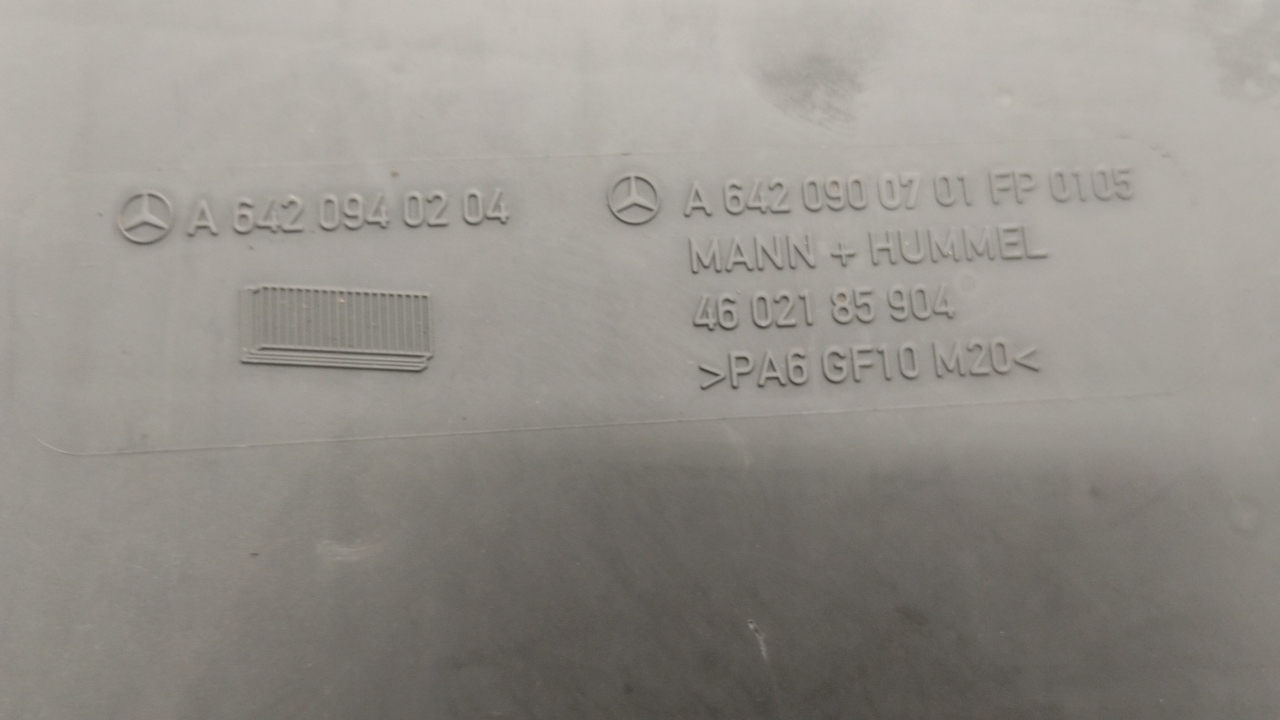 A 642 094 02 04
A 642 090 07 01 FP 0105
MANN + HUMMEL
46 021 85 904
>PA6 GF10 M20<